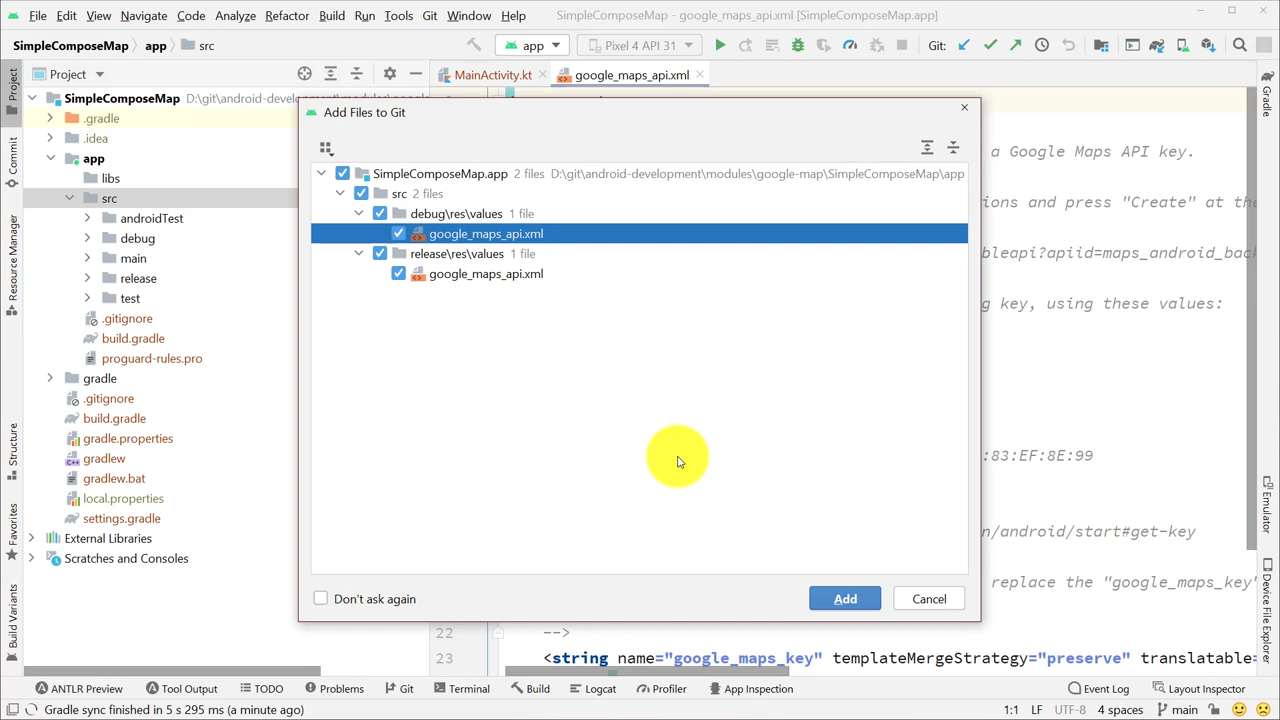 File Edit View Navigate Code Analyze Refactor Build Run Tools Git Window Help SimpleComposeMap - google_maps_api.xml [SimpleComposeMap.app]
SimpleComposeMap app src app Pixel 4 API 31 Git:
Project MainActivity.kt google_maps_api.xml
Project
Commit
Resource Manager
Structure
Favorites
Build Variants
SimpleComposeMap D:\git\android-development\modules\google
.gradle
.idea
app
libs
src
androidTest
debug
main
release
test
.gitignore
build.gradle
proguard-rules.pro
gradle
.gitignore
build.gradle
gradle.properties
gradlew
gradlew.bat
local.properties
settings.gradle
External Libraries
Scratches and Consoles
Add Files to Git
SimpleComposeMap.app 2 files D:\git\android-development\modules\google-map\SimpleComposeMap\app
src 2 files
debug\res\values 1 file
google_maps_api.xml
release\res\values 1 file
google_maps_api.xml
Don't ask again Add Cancel
a Google Maps API key.
ions and press "Create" at the
bleapi?apiid=maps_android_back
g key, using these values:
:83:EF:8E:99
n/android/start#get-key
replace the "google_maps_key"
22 -->
23 <string name="google_maps_key" templateMergeStrategy="preserve" translatable=
Gradle
Emulator
Device File Explorer
ANTLR Preview Tool Output TODO Problems Git Terminal Build Logcat Profiler App Inspection Event Log Layout Inspector
Gradle sync finished in 5 s 295 ms (a minute ago) 1:1 LF UTF-8 4 spaces main